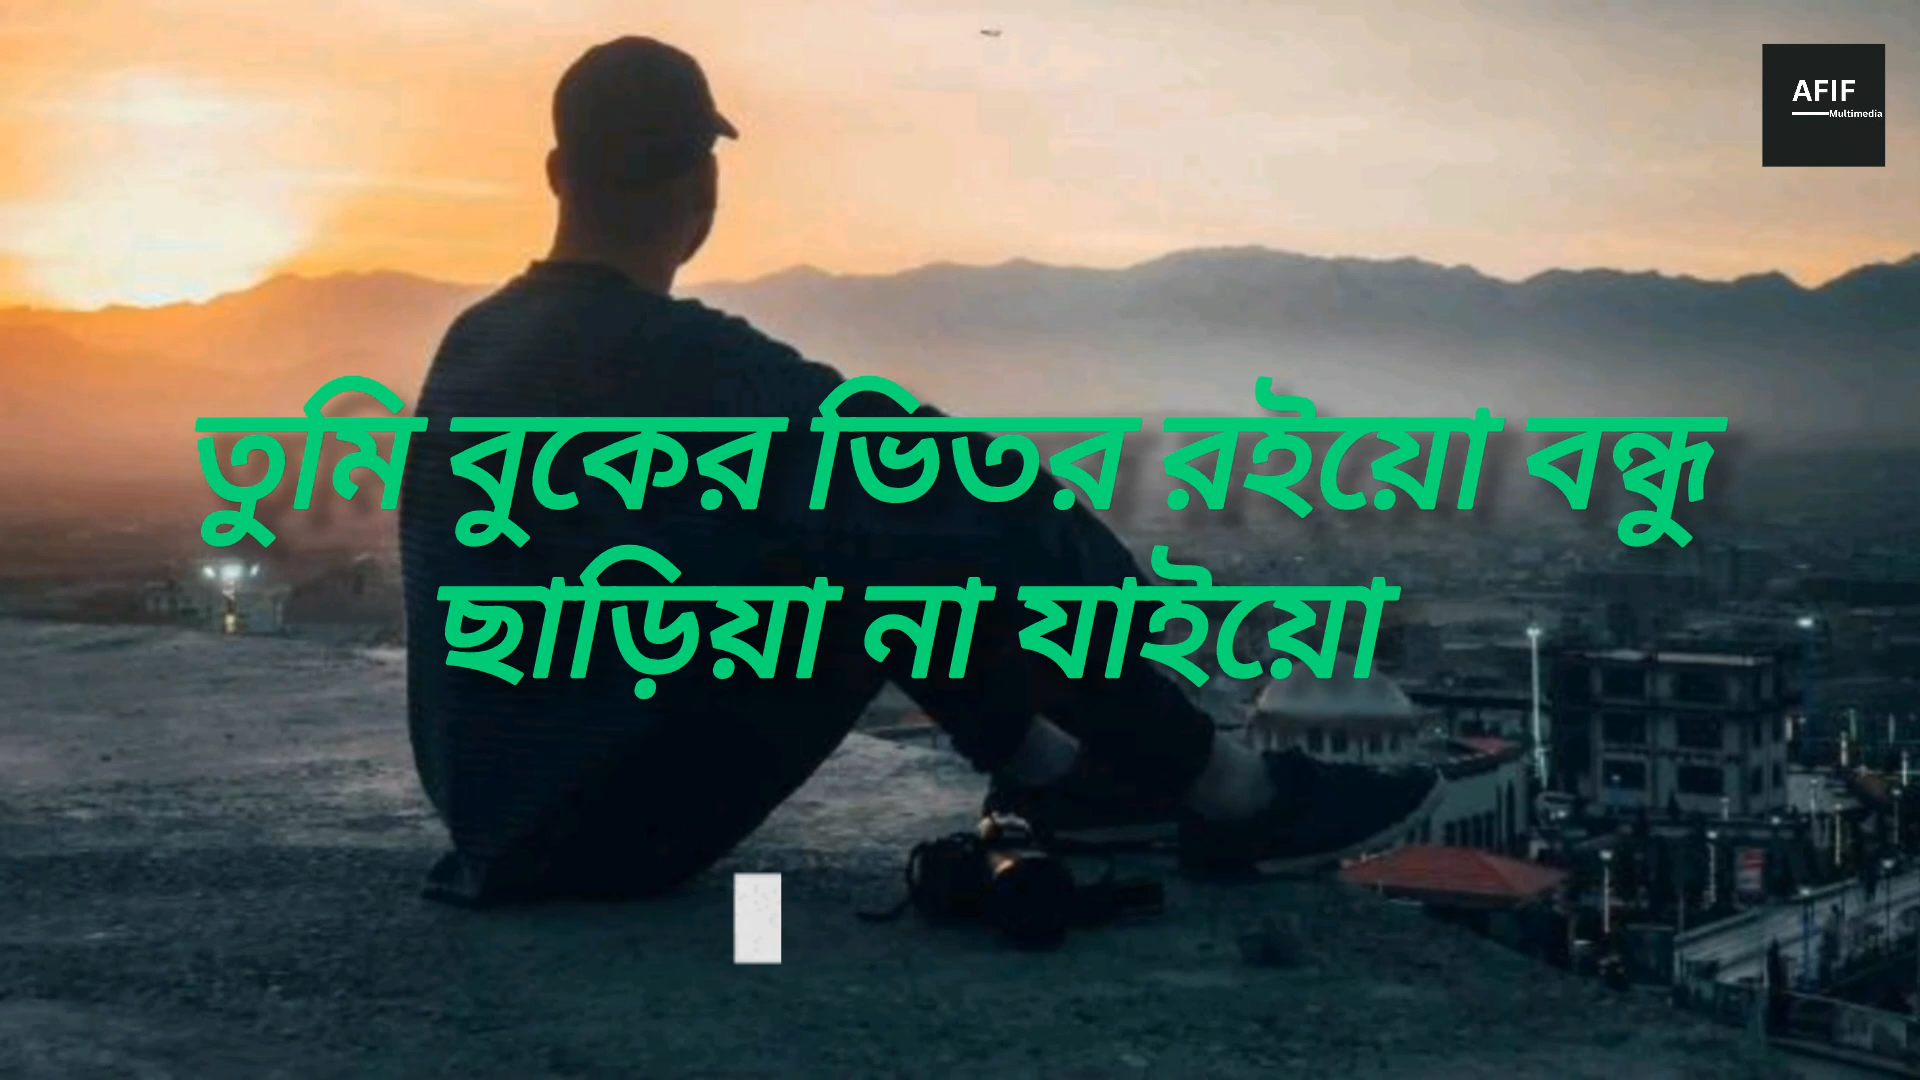 AFIF
Multimedia
তুমি বুকের ভিতর রইয়ো বন্ধু
ছাড়িয়া না যাইয়ো